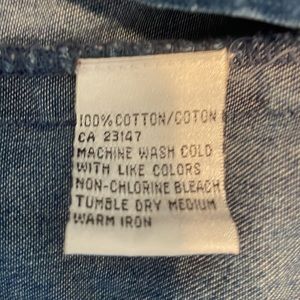 100% COTTON/COTON
CA 23147
MACHINE WASH COLD
WITH LIKE COLORS
NON-CHLORINE BLEACH
TUMBLE DRY MEDIUM
WARM IRON